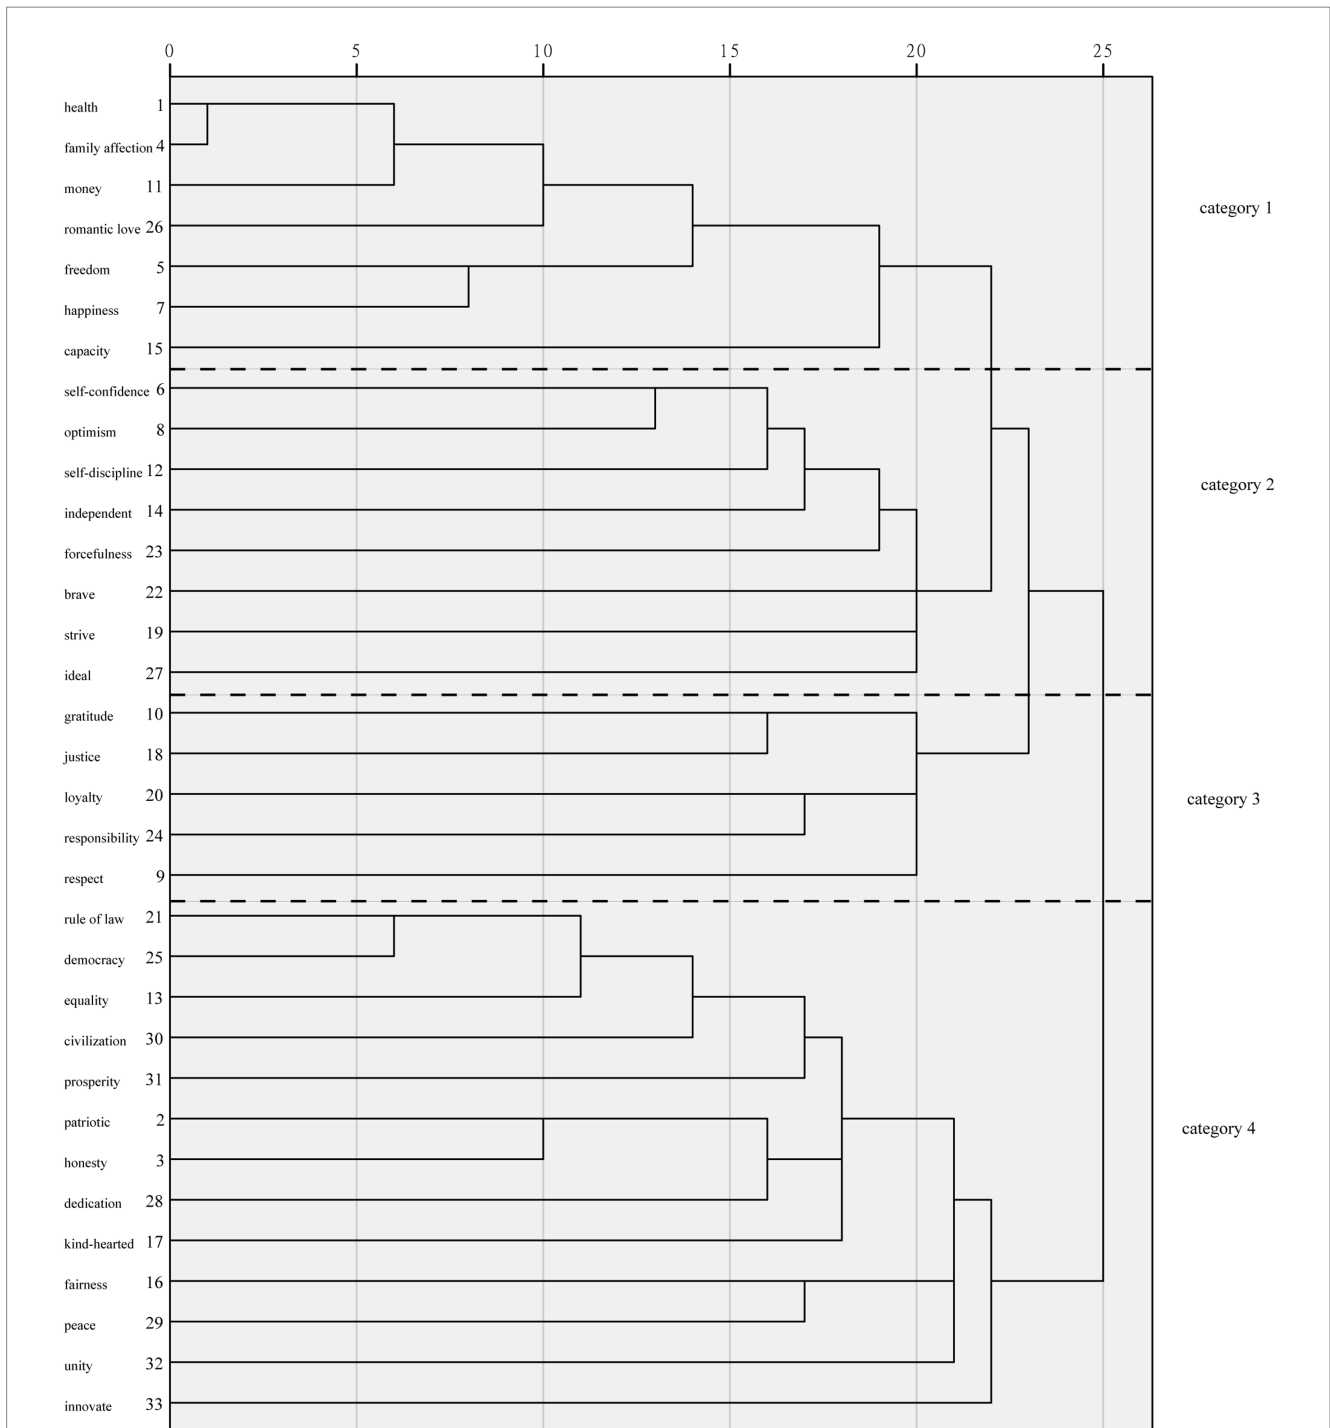 0 5 10 15 20 25
health 1
family affection 4
money 11
category 1
romantic love 26
freedom 5
happiness 7
capacity 15
self-confidence 6
optimism 8
self-discipline 12
category 2
independent 14
forcefulness 23
brave 22
strive 19
ideal 27
gratitude 10
justice 18
loyalty 20
category 3
responsibility 24
respect 9
rule of law 21
democracy 25
equality 13
civilization 30
prosperity 31
patriotic 2
category 4
honesty 3
dedication 28
kind-hearted 17
fairness 16
peace 29
unity 32
innovate 33